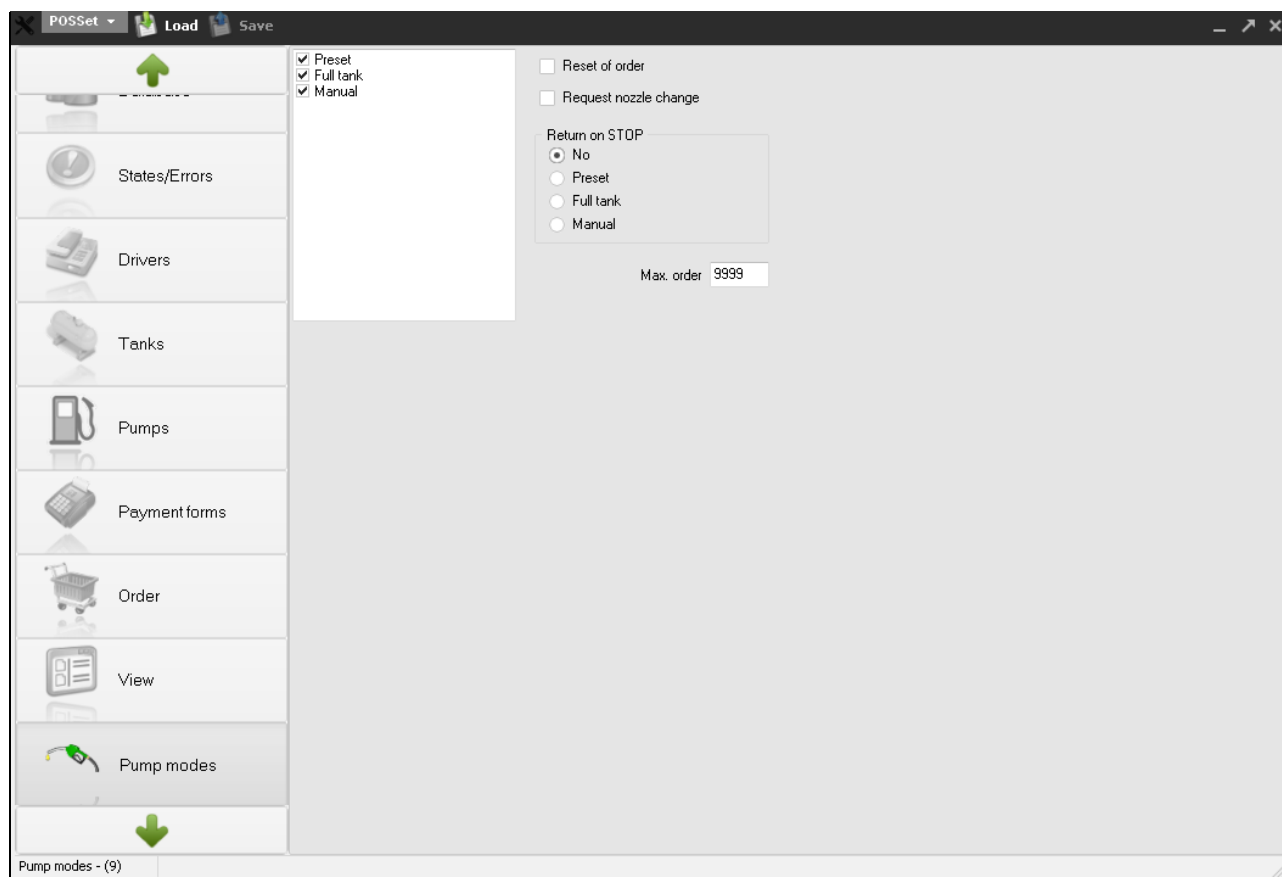 POSSet Load Save
States/Errors
Drivers
Tanks
Pumps
Payment forms
Order
View
Pump modes
Preset
Full tank
Manual
Reset of order
Request nozzle change
Return on STOP
No
Preset
Full tank
Manual
Max. order 9999
Pump modes - (9)